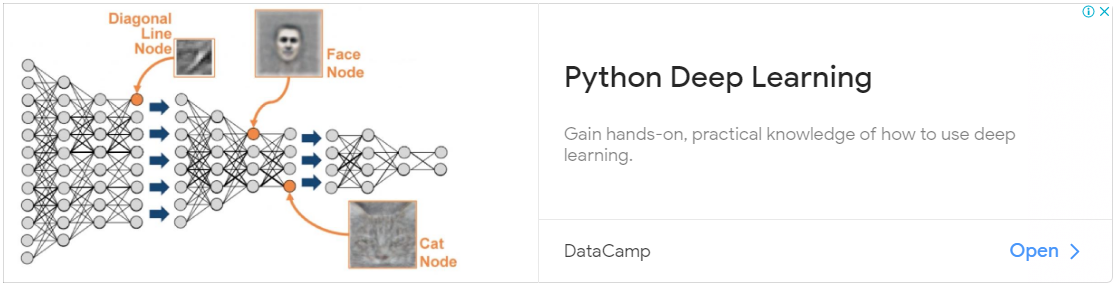 Diagonal
Line
Node
Face
Node
Cat
Node
Python Deep Learning
Gain hands-on, practical knowledge of how to use deep
learning.
DataCamp
Open